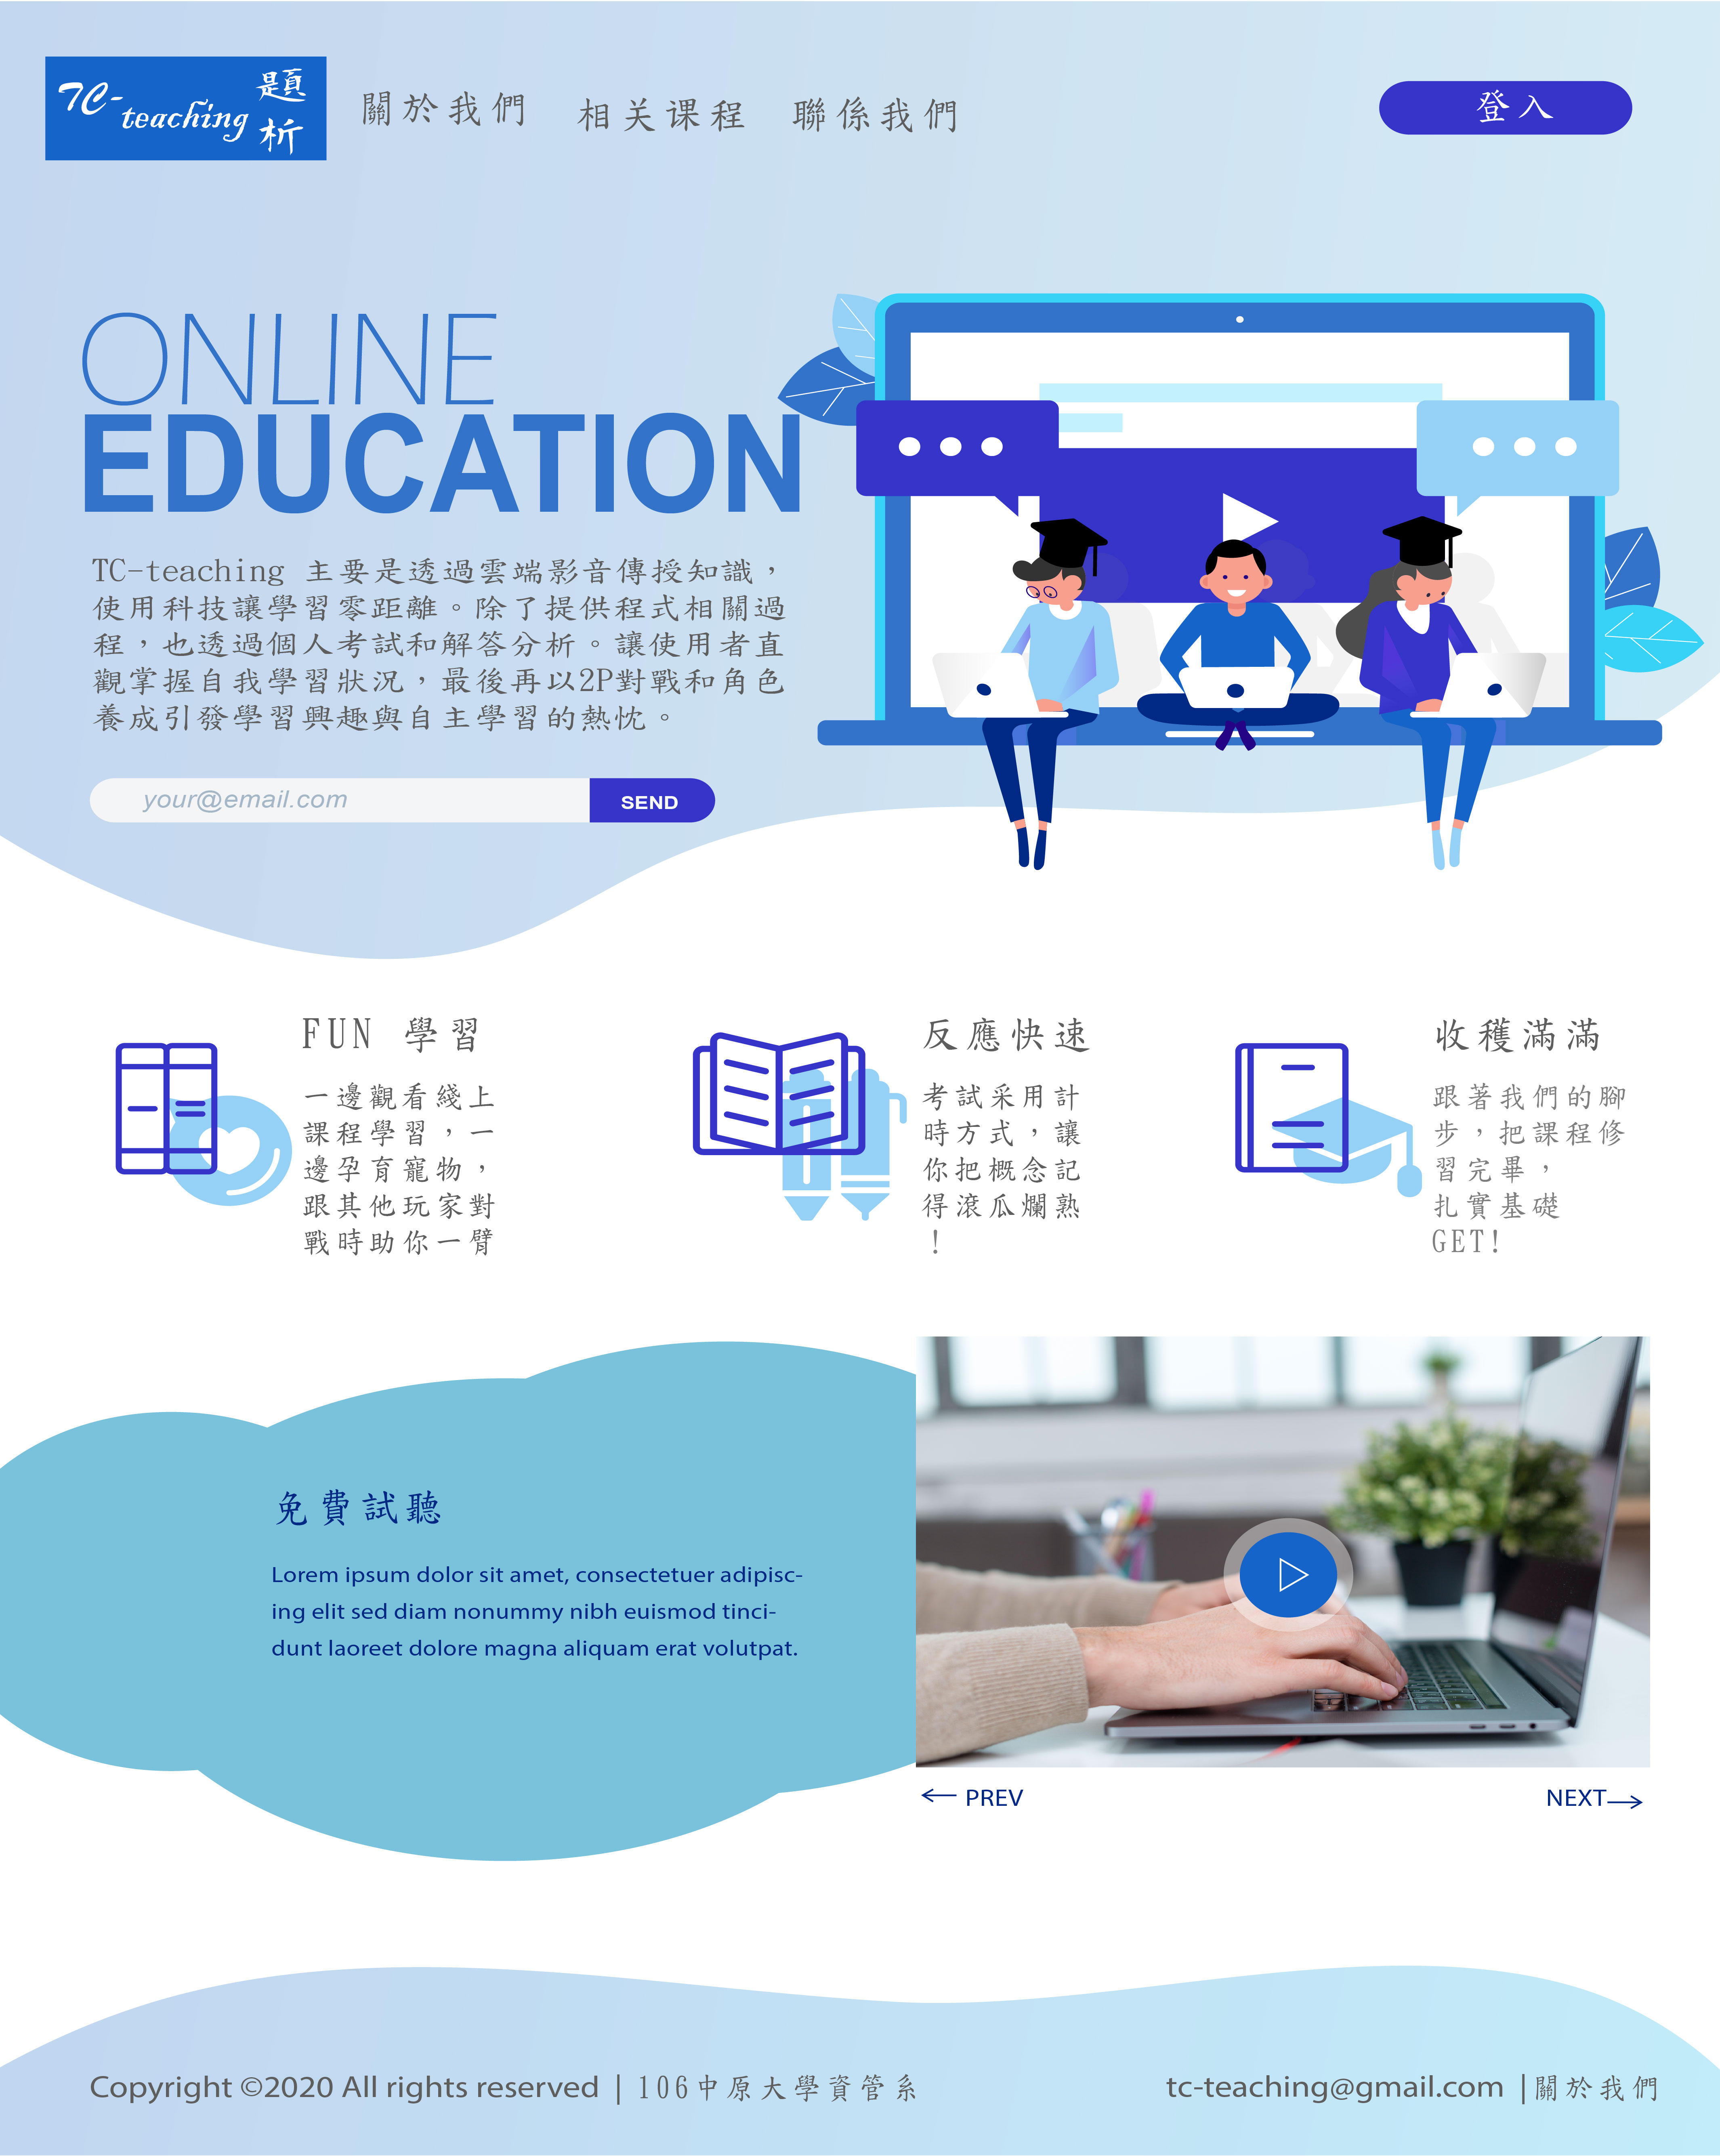 TC-teaching 題析
關於我們 相关课程 聯係我們
登入
ONLINE
EDUCATION
TC-teaching 主要是透過雲端影音傳授知識，
使用科技讓學習零距離。除了提供程式相關過
程，也透過個人考試和解答分析。讓使用者直
觀掌握自我學習狀況，最後再以2P對戰和角色
養成引發學習興趣與自主學習的熱忱。
your@email.com
SEND
FUN 學習
一邊觀看綫上
課程學習，一
邊孕育寵物，
跟其他玩家對
戰時助你一臂
反應快速
考試采用計
時方式，讓
你把概念記
得滾瓜爛熟
！
收穫滿滿
跟著我們的腳
步，把課程修
習完畢，
扎實基礎
GET!
免費試聽
Lorem ipsum dolor sit amet, consectetuer adipisc-
ing elit sed diam nonummy nibh euismod tinci-
dunt laoreet dolore magna aliquam erat volutpat.
PREV
NEXT
Copyright ©2020 All rights reserved | 106中原大學資管系
tc-teaching@gmail.com |關於我們